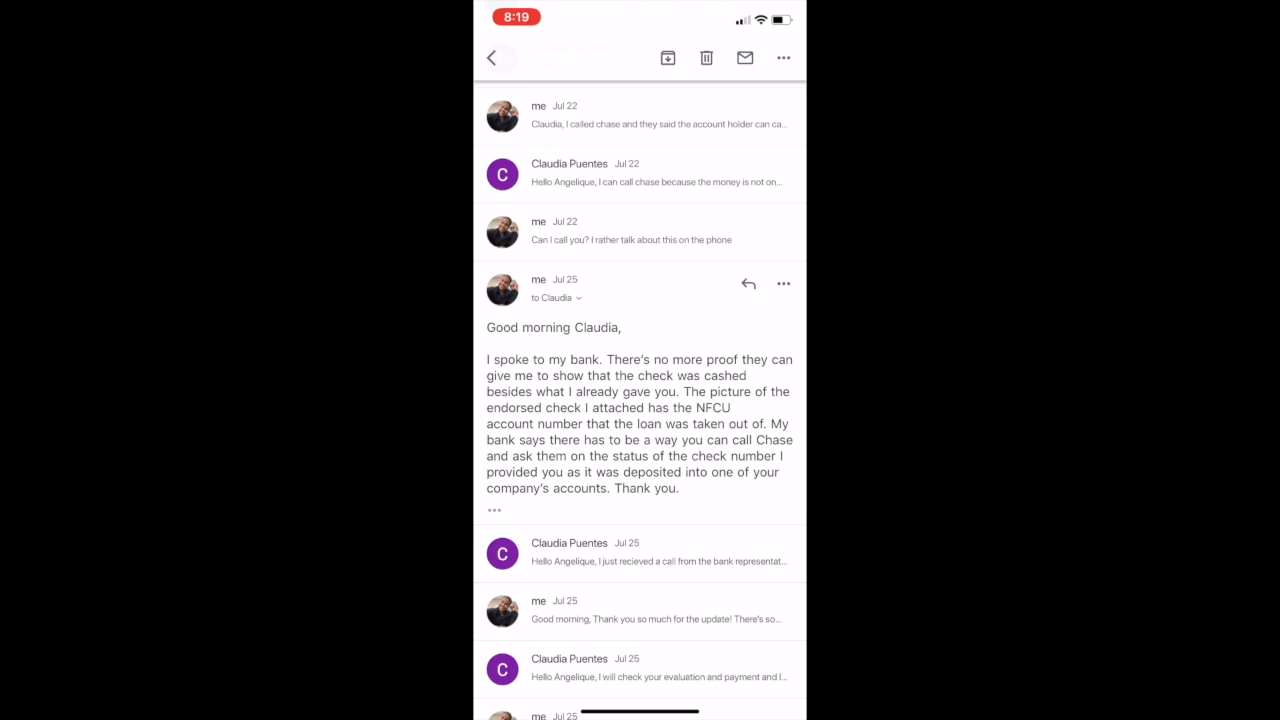 8:19
me Jul 22
Claudia, I called chase and they said the account holder can ca...
C
Claudia Puentes Jul 22
Hello Angelique, I can call chase because the money is not on...
me Jul 22
Can I call you? I rather talk about this on the phone
me Jul 25
to Claudia
Good morning Claudia,
I spoke to my bank. There's no more proof they can
give me to show that the check was cashed
besides what I already gave you. The picture of the
endorsed check I attached has the NFCU
account number that the loan was taken out of. My
bank says there has to be a way you can call Chase
and ask them on the status of the check number I
provided you as it was deposited into one of your
company's accounts. Thank you.
C
Claudia Puentes Jul 25
Hello Angelique, I just recieved a call from the bank representat...
me Jul 25
Good morning, Thank you so much for the update! There's so...
C
Claudia Puentes Jul 25
Hello Angelique, I will check your evaluation and payment and I...
me Jul 25